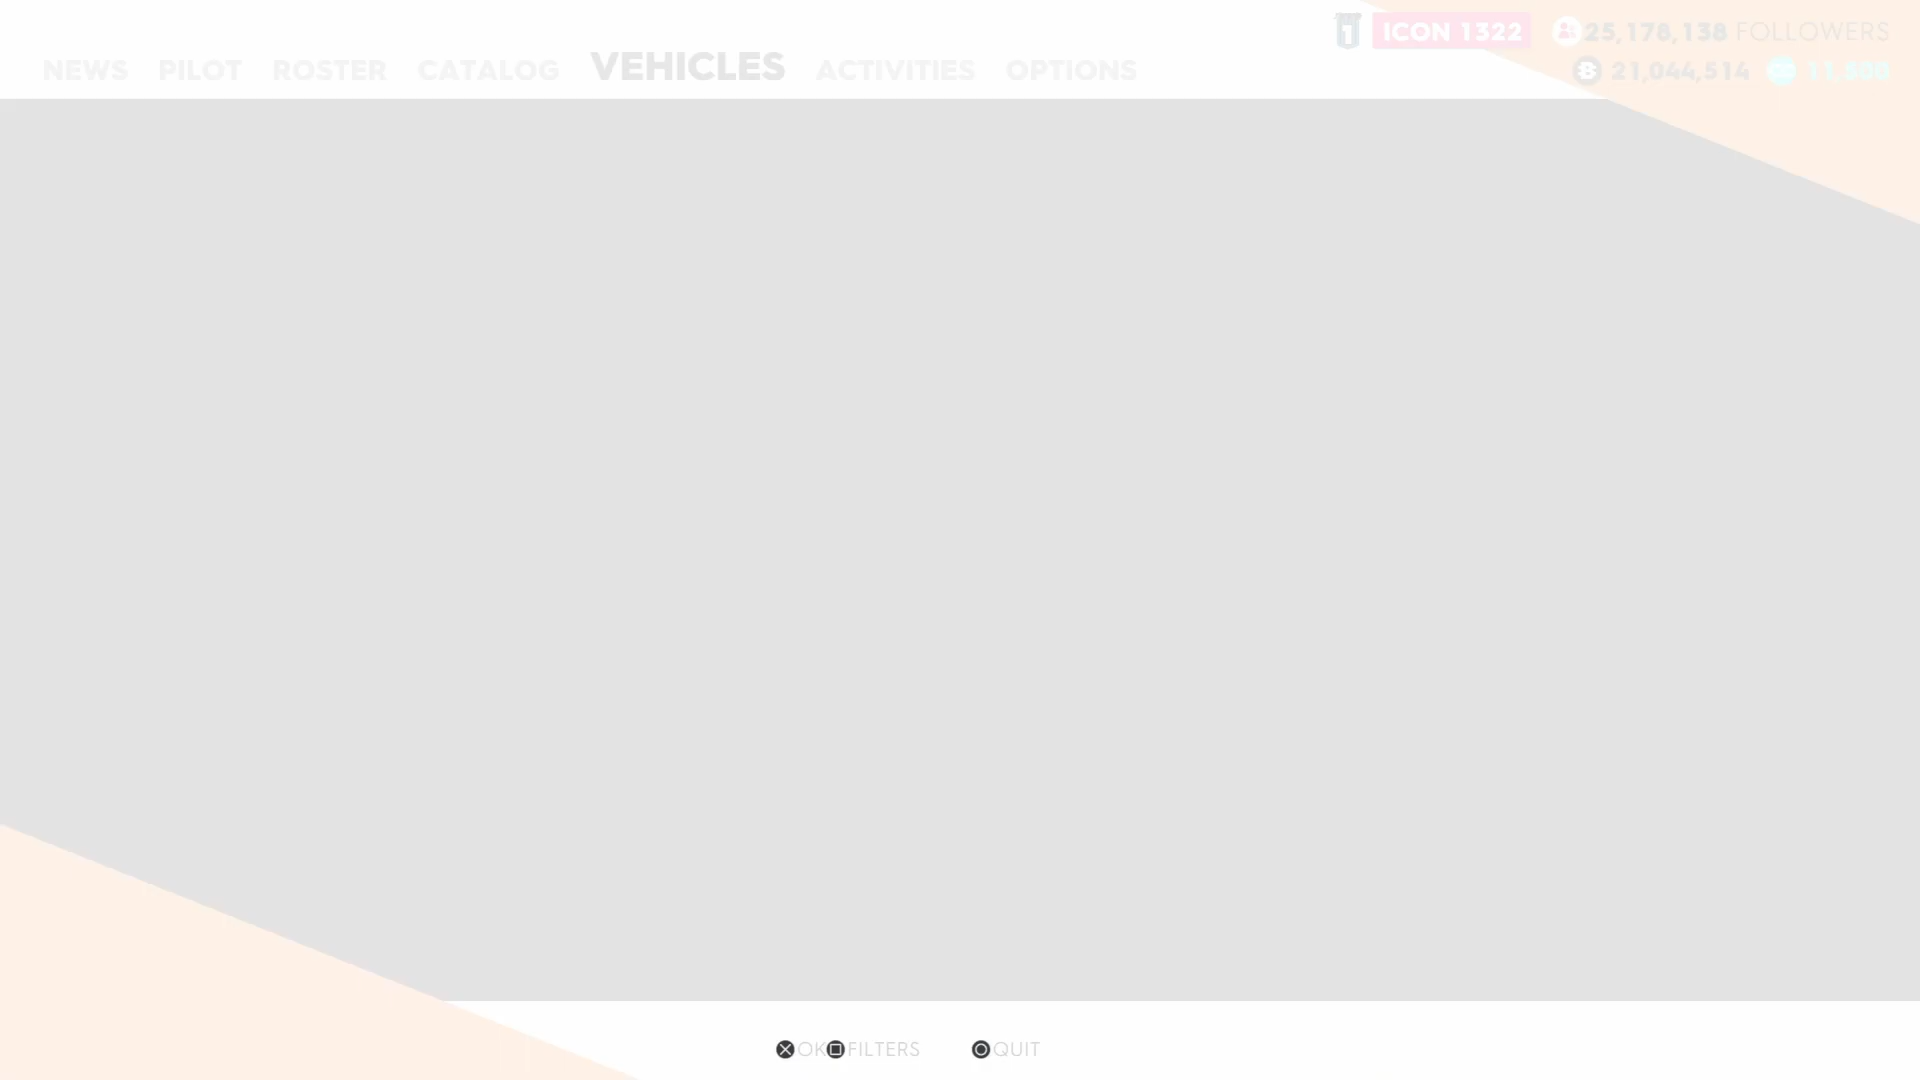 1 ICON 1322 25,178,138 FOLLOWERS
NEWS PILOT ROSTER CATALOG VEHICLES ACTIVITIES OPTIONS
21,044,514
OK FILTERS QUIT